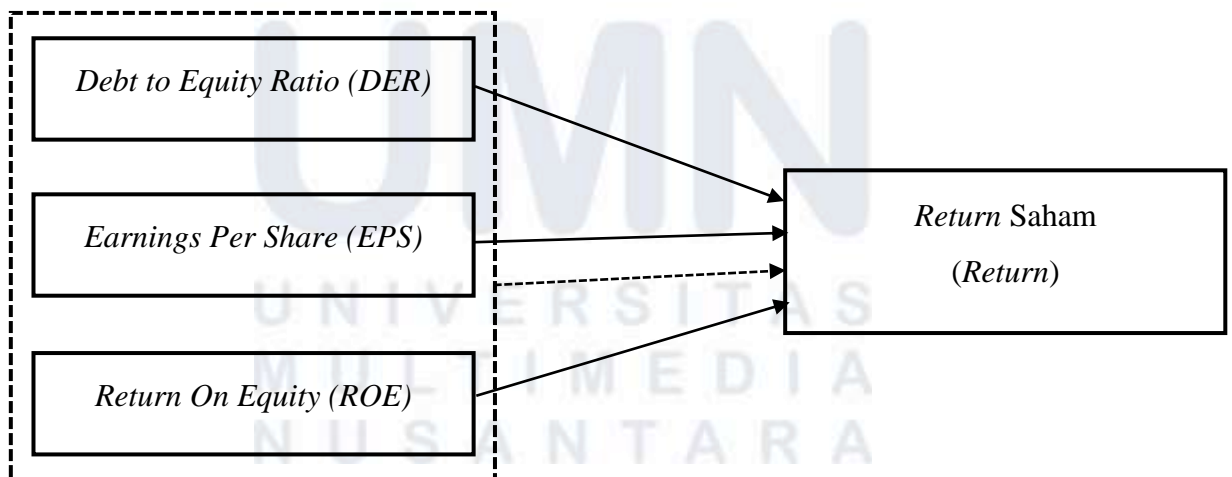 Debt to Equity Ratio (DER)
Earnings Per Share (EPS)
Return On Equity (ROE)
Return Saham
(Return)
UMN
UNIVERSITAS
MULTIMEDIA
NUSANTARA